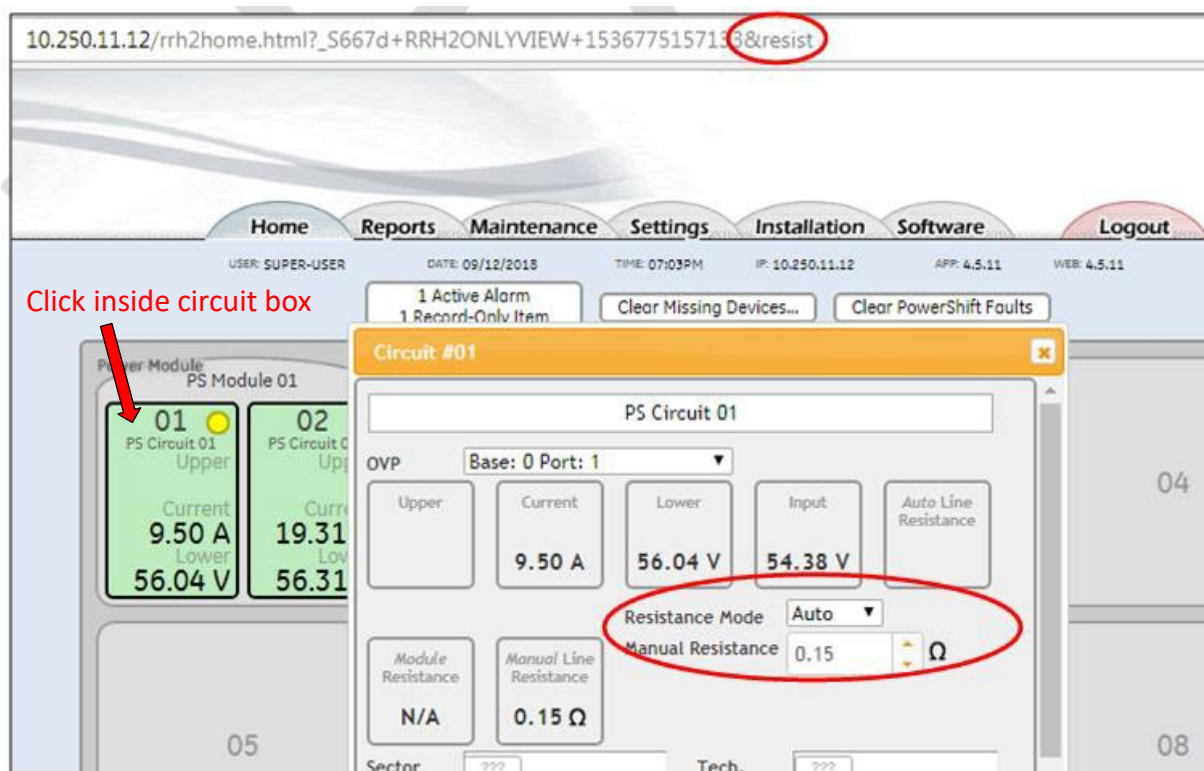 10.250.11.12/rrh2home.html?_S667d+RRH2ONLYVIEW+1536775157133&resist
Home Reports Maintenance Settings Installation Software Logout
USER: SUPER-USER DATE: 09/12/2018 TIME: 07:03PM IP: 10.250.11.12 APP: 4.5.11 WEB: 4.5.11
Click inside circuit box
1 Active Alarm
1 Record-Only Item
Clear Missing Devices... Clear PowerShift Faults
Power Module
PS Module 01
Circuit #01
01 02
PS Circuit 01 PS Circuit
Upper
Current
9.50 A 19.31
Lower
56.04 V 56.31
PS Circuit 01
OVP Base: 0 Port: 1
Upper Current Lower Input Auto Line
Resistance
9.50 A 56.04 V 54.38 V
Resistance Mode Auto
Manual Resistance 0.15 Ω
Module
Resistance
Manual Line
Resistance
N/A 0.15 Ω
Sector ??? Tech. ???
04
05
08